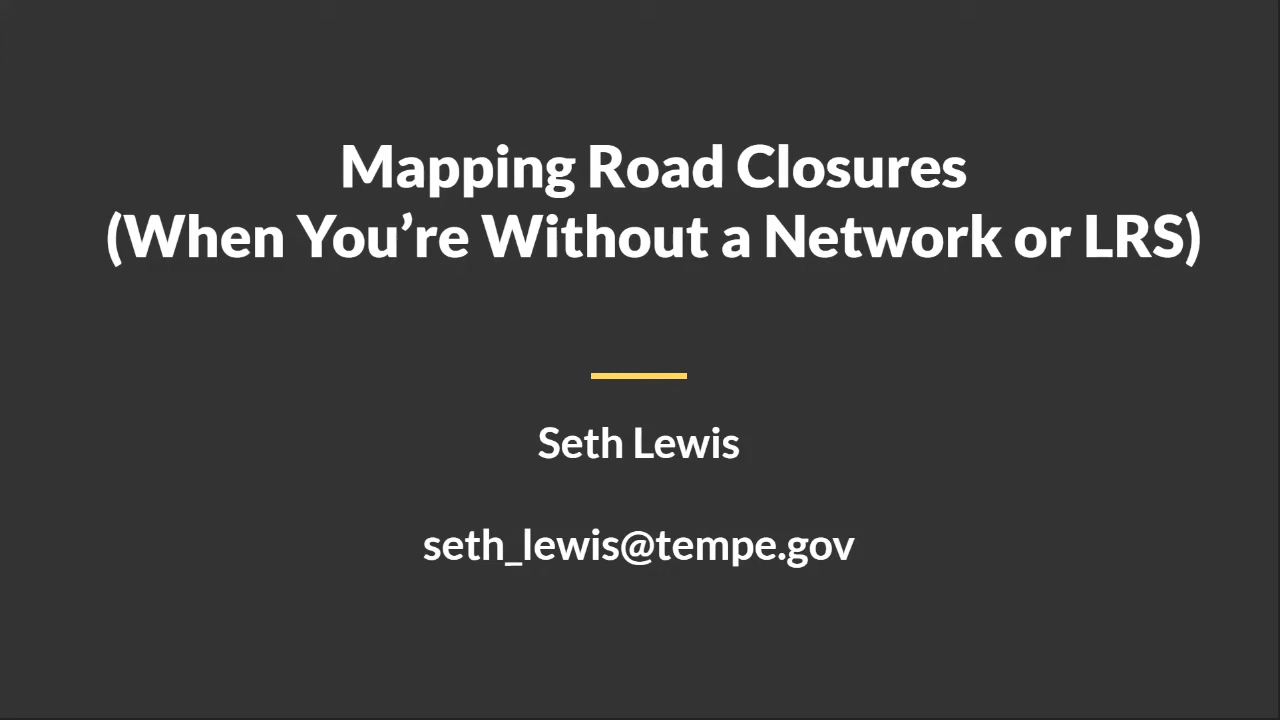 Mapping Road Closures
(When You’re Without a Network or LRS)
Seth Lewis
seth_lewis@tempe.gov